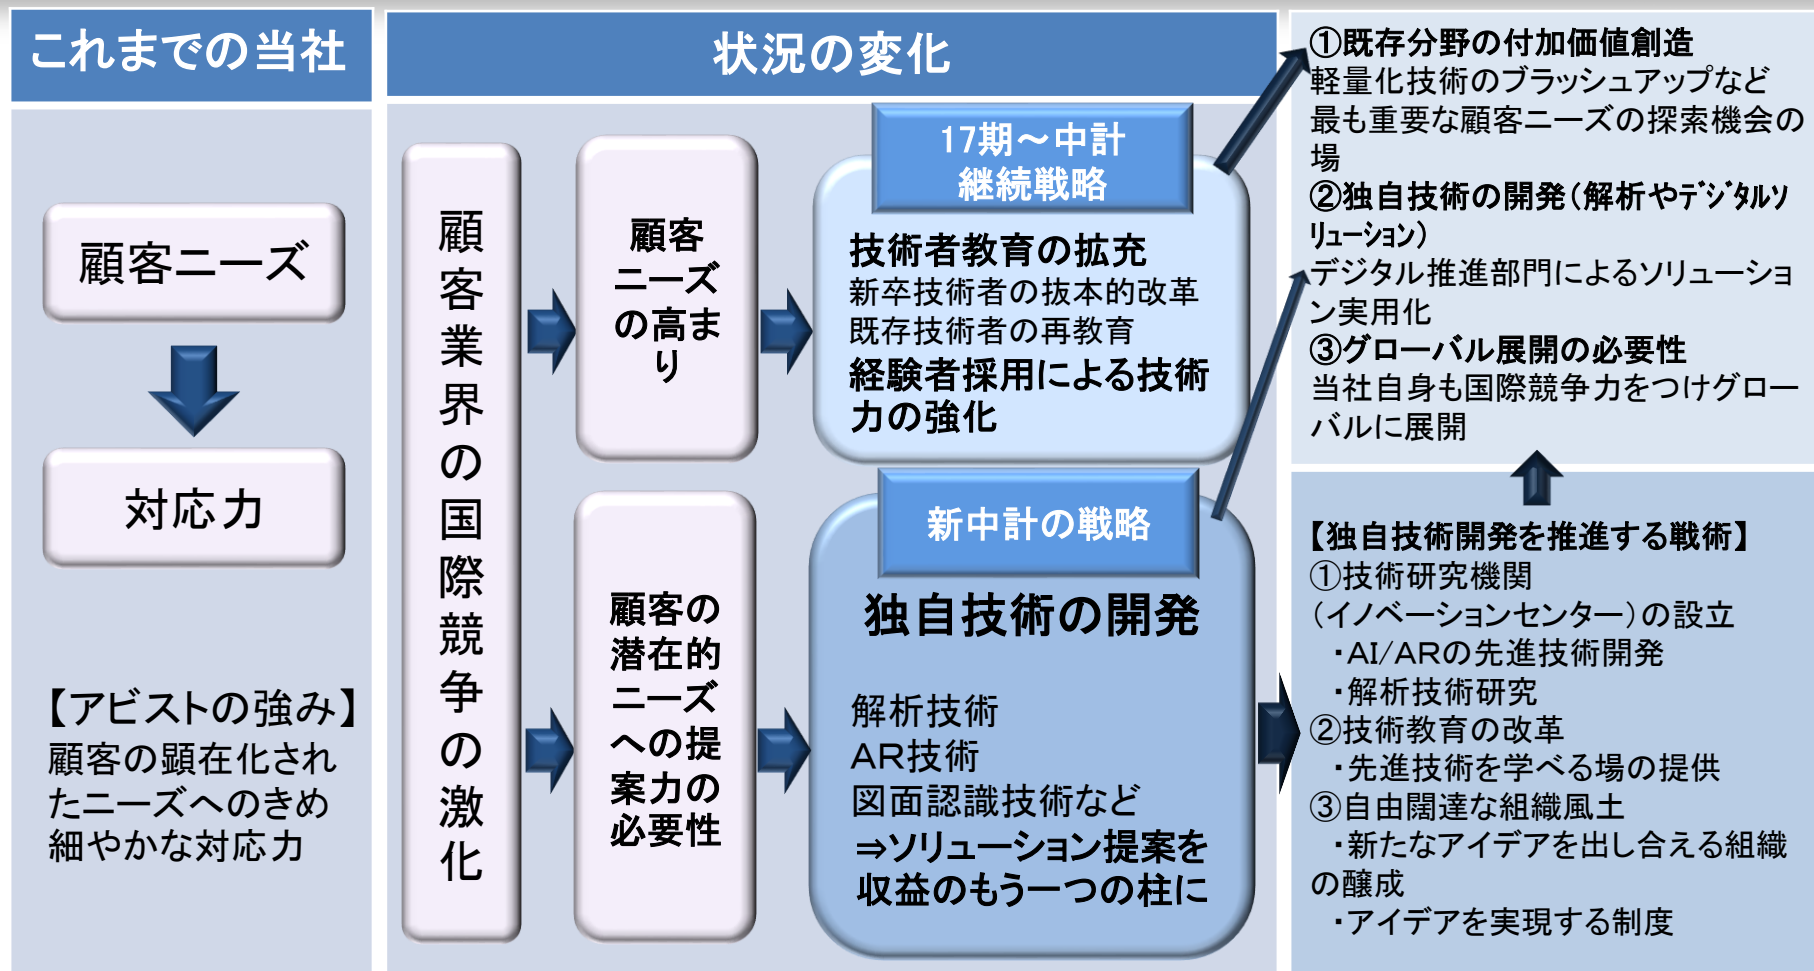 これまでの当社
顧客ニーズ
対応力
【アビストの強み】
顧客の顕在化され
たニーズへのきめ
細やかな対応力
状況の変化
顧客業界の国際競争の激化
顧客
ニーズ
の高ま
り
17期～中計
継続戦略
技術者教育の拡充
新卒技術者の抜本的改革
既存技術者の再教育
経験者採用による技術
力の強化
顧客の
潜在的
ニーズ
への提
案力の
必要性
新中計の戦略
独自技術の開発
解析技術
AR技術
図面認識技術など
⇒ソリューション提案を
収益のもう一つの柱に
①既存分野の付加価値創造
軽量化技術のブラッシュアップなど
最も重要な顧客ニーズの探索機会の
場
②独自技術の開発（解析やﾃﾞｼﾞﾀﾙソ
ﾘｭｰｼｮﾝ）
デジタル推進部門によるソリューショ
ン実用化
③グローバル展開の必要性
当社自身も国際競争力をつけグロー
バルに展開
【独自技術開発を推進する戦術】
①技術研究機関
（イノベーションセンター）の設立
・AI/ARの先進技術開発
・解析技術研究
②技術教育の改革
・先進技術を学べる場の提供
③自由闊達な組織風土
・新たなアイデアを出し合える組織
の醸成
・アイデアを実現する制度